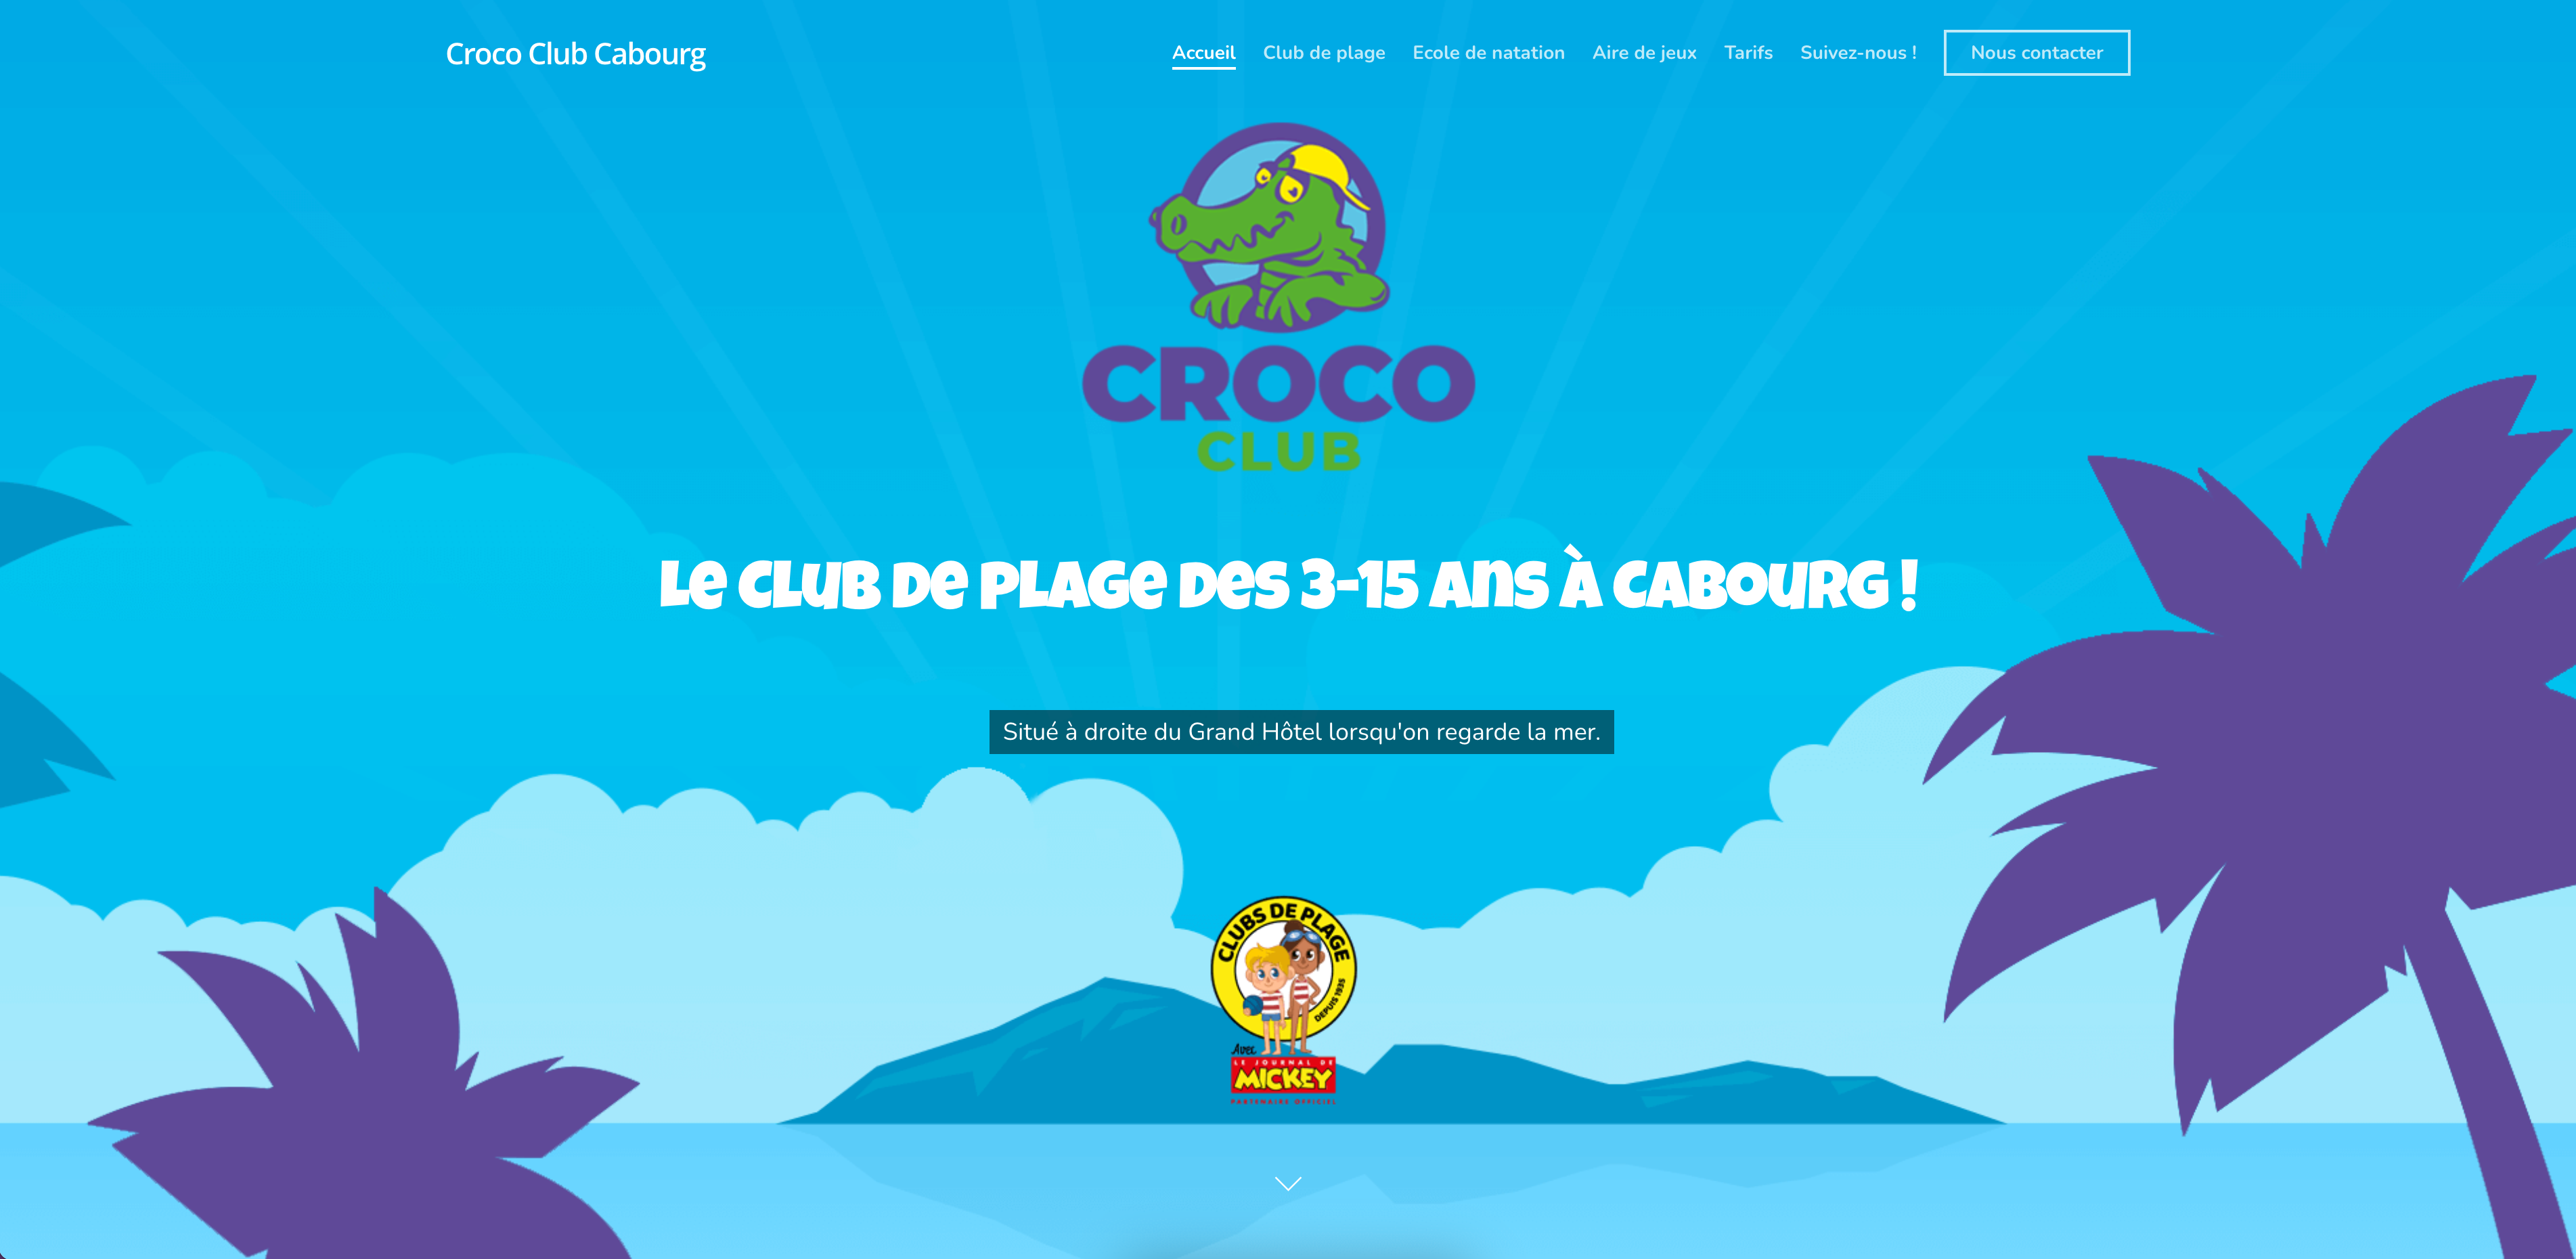 Croco Club Cabourg
Accueil
Club de plage
Ecole de natation
Aire de jeux
Tarifs
Suivez-nous !
Nous contacter
CROCO
CLUB
Le CLUB De PLAGe Des 3-15 Ans À CABOURG !
Situé à droite du Grand Hôtel lorsqu'on regarde la mer.
CLUBS DE PLAGE
DEPUIS 1935
Avec
LE JOURNAL DE
MICKEY
PARTENAIRE OFFICIEL